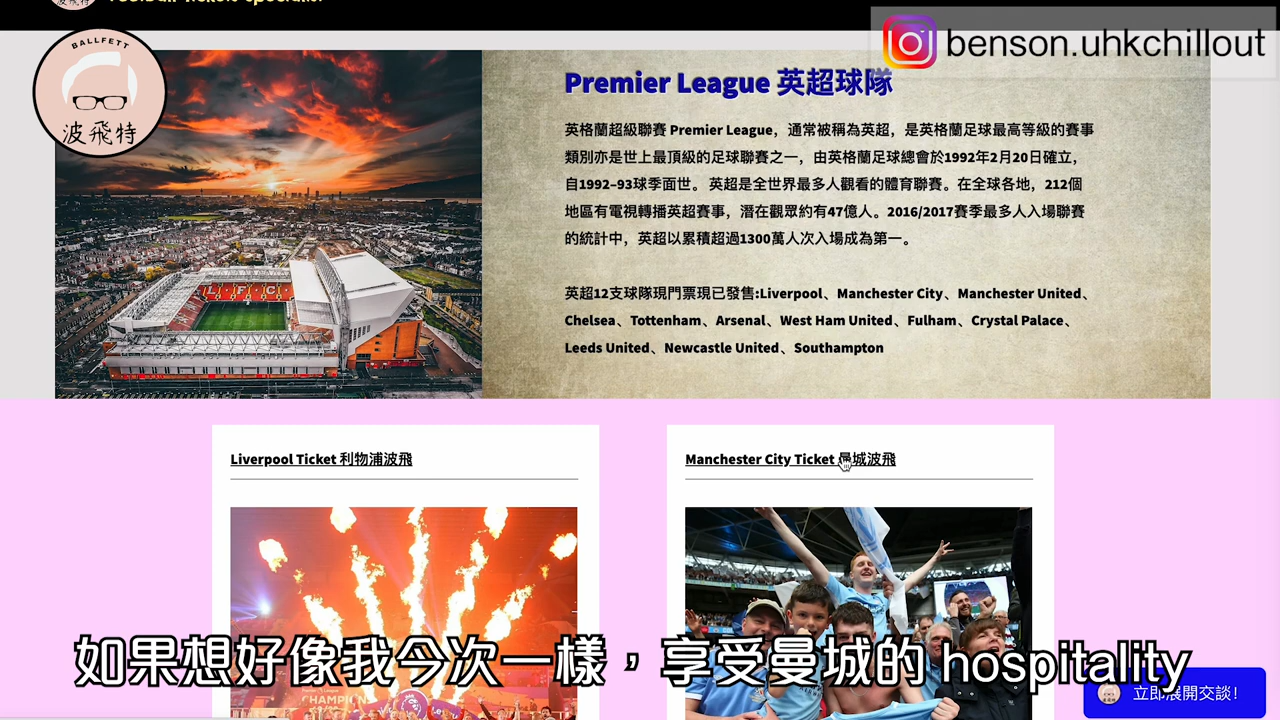 Football Tickets Specialist
BALLFETT
波飛特
benson.uhkchillout
Premier League 英超球隊
英格蘭超級聯賽 Premier League，通常被稱為英超，是英格蘭足球最高等級的賽事
類別亦是世上最頂級的足球聯賽之一，由英格蘭足球總會於1992年2月20日確立，
自1992–93球季面世。 英超是全世界最多人觀看的體育聯賽。在全球各地，212個
地區有電視轉播英超賽事，潛在觀眾約有47億人。2016/2017賽季最多人入場聯賽
的統計中，英超以累積超過1300萬人次入場成為第一。
英超12支球隊現門票現已發售:Liverpool、Manchester City、Manchester United、
Chelsea、Tottenham、Arsenal、West Ham United、Fulham、Crystal Palace、
Leeds United、Newcastle United、Southampton
L F C
Liverpool Ticket 利物浦波飛
Manchester City Ticket 曼城波飛
CHAMPION
如果想好像我今次一樣，享受曼城的 hospitality
立即展開交談！